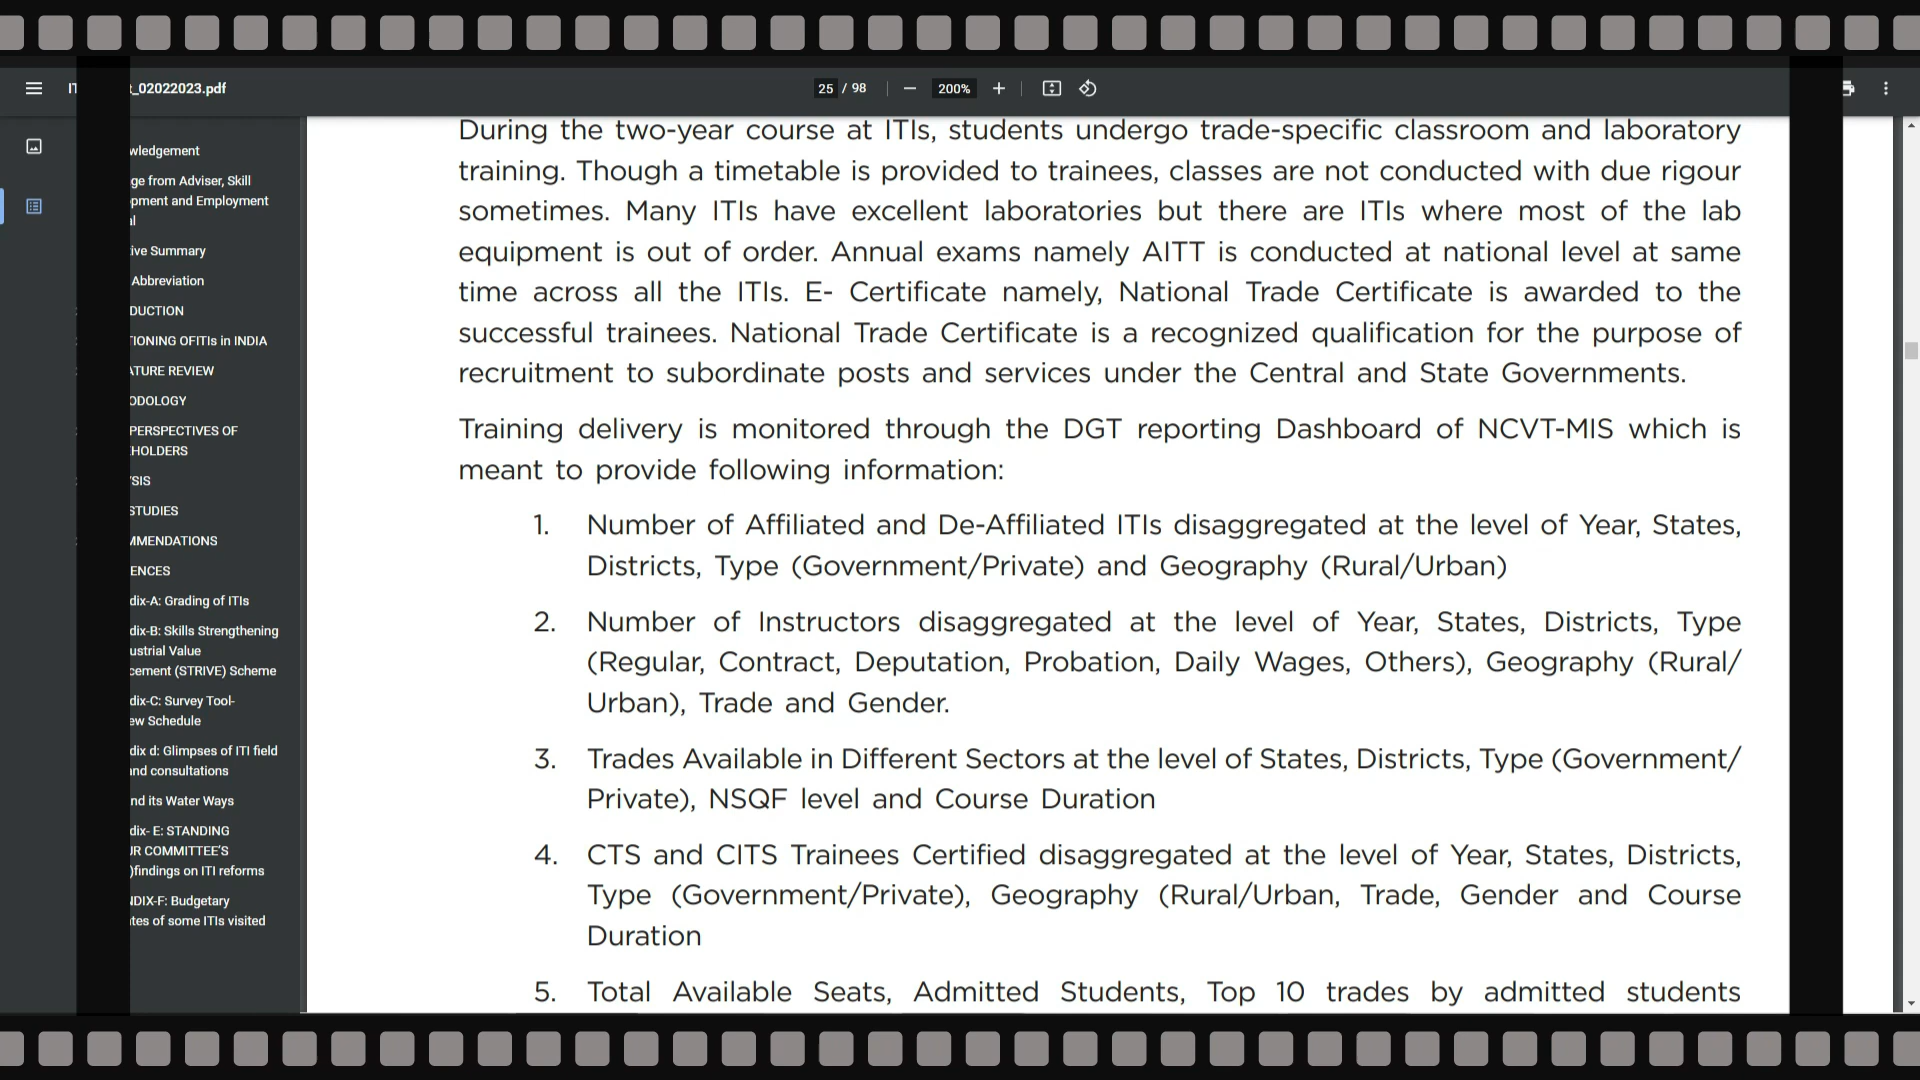 t_02022023.pdf
25 / 98
200%
wledgement
ge from Adviser, Skill
pment and Employment
al
ive Summary
Abbreviation
DUCTION
TIONING OFITIs in INDIA
ATURE REVIEW
ODOLOGY
PERSPECTIVES OF
HOLDERS
SIS
STUDIES
MMENDATIONS
ENCES
dix-A: Grading of ITIs
dix-B: Skills Strengthening
ustrial Value
cement (STRIVE) Scheme
dix-C: Survey Tool-
ew Schedule
dix d: Glimpses of ITI field
and consultations
nd its Water Ways
dix- E: STANDING
UR COMMITTEE'S
)findings on ITI reforms
NDIX-F: Budgetary
ates of some ITIs visited
During the two-year course at ITIs, students undergo trade-specific classroom and laboratory
training. Though a timetable is provided to trainees, classes are not conducted with due rigour
sometimes. Many ITIs have excellent laboratories but there are ITIs where most of the lab
equipment is out of order. Annual exams namely AITT is conducted at national level at same
time across all the ITIs. E- Certificate namely, National Trade Certificate is awarded to the
successful trainees. National Trade Certificate is a recognized qualification for the purpose of
recruitment to subordinate posts and services under the Central and State Governments.
Training delivery is monitored through the DGT reporting Dashboard of NCVT-MIS which is
meant to provide following information:
1. Number of Affiliated and De-Affiliated ITIs disaggregated at the level of Year, States,
Districts, Type (Government/Private) and Geography (Rural/Urban)
2. Number of Instructors disaggregated at the level of Year, States, Districts, Type
(Regular, Contract, Deputation, Probation, Daily Wages, Others), Geography (Rural/
Urban), Trade and Gender.
3. Trades Available in Different Sectors at the level of States, Districts, Type (Government/
Private), NSQF level and Course Duration
4. CTS and CITS Trainees Certified disaggregated at the level of Year, States, Districts,
Type (Government/Private), Geography (Rural/Urban, Trade, Gender and Course
Duration
5. Total Available Seats, Admitted Students, Top 10 trades by admitted students